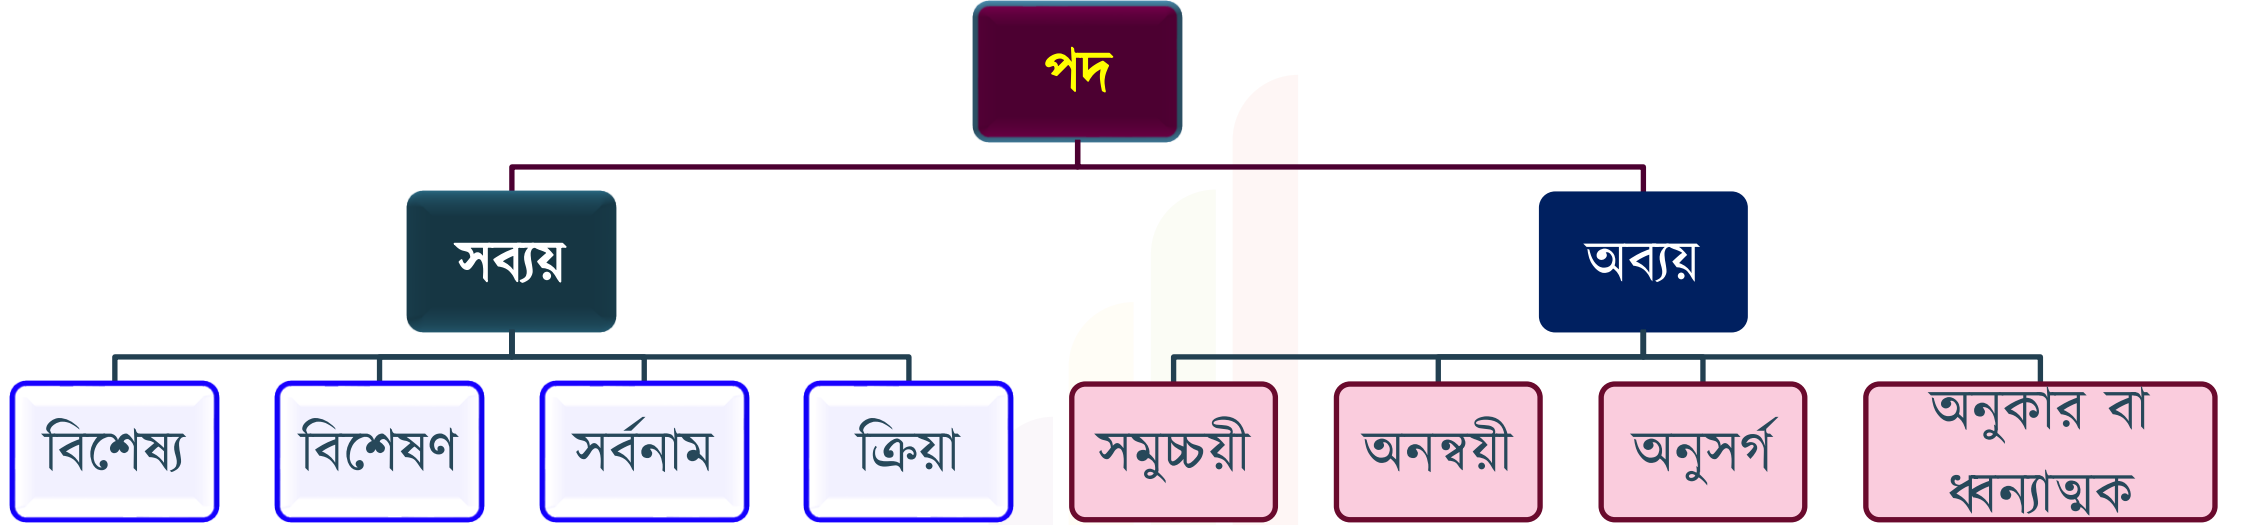 পদ
সব্যয়
অব্যয়
বিশেষ্য
বিশেষণ
সর্বনাম
ক্রিয়া
সমুচ্চয়ী
অনন্বয়ী
অনুসর্গ
অনুকার বা
ধ্বন্যাত্মক